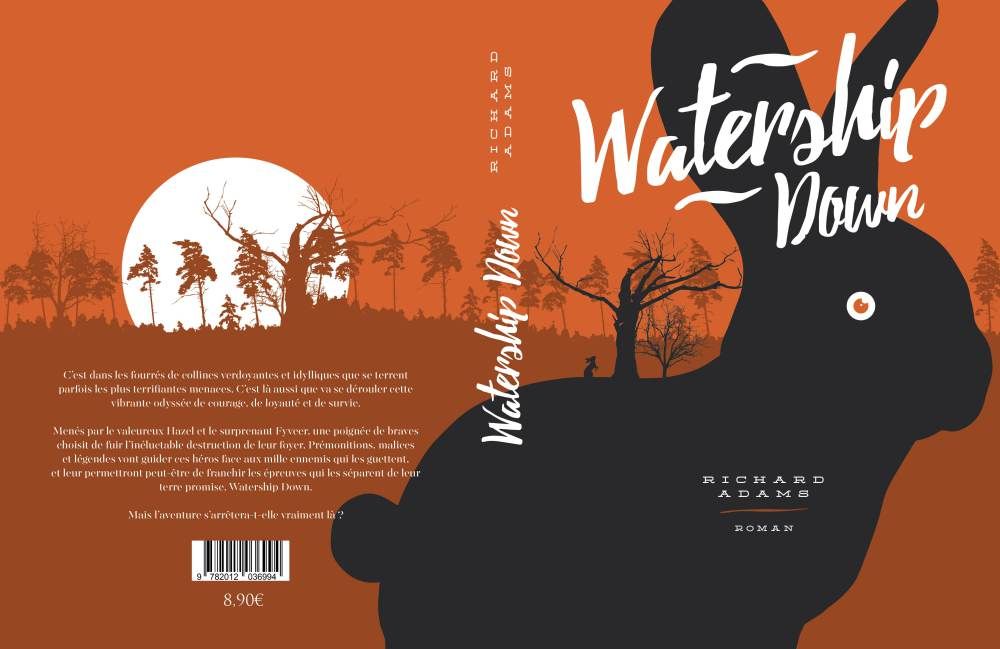 C'est dans les fourrés de collines verdoyantes et idylliques que se terrent
parfois les plus terrifiantes menaces. C'est là aussi que va se dérouler cette
vibrante odyssée de courage, de loyauté et de survie.
Menés par le valeureux Hazel et le surprenant Fyveer, une poignée de braves
choisit de fuir l'inéluctable destruction de leur foyer. Prémonitions, malices
et légendes vont guider ces héros face aux mille ennemis qui les guettent,
et leur permettront peut-être de franchir les épreuves qui les séparent de leur
terre promise, Watership Down.
Mais l'aventure s'arrêtera-t-elle vraiment là ?
9 782012 036994
8,90€
RICHARD
ADAMS
Watership Down
Watership
Down
RICHARD
ADAMS
ROMAN